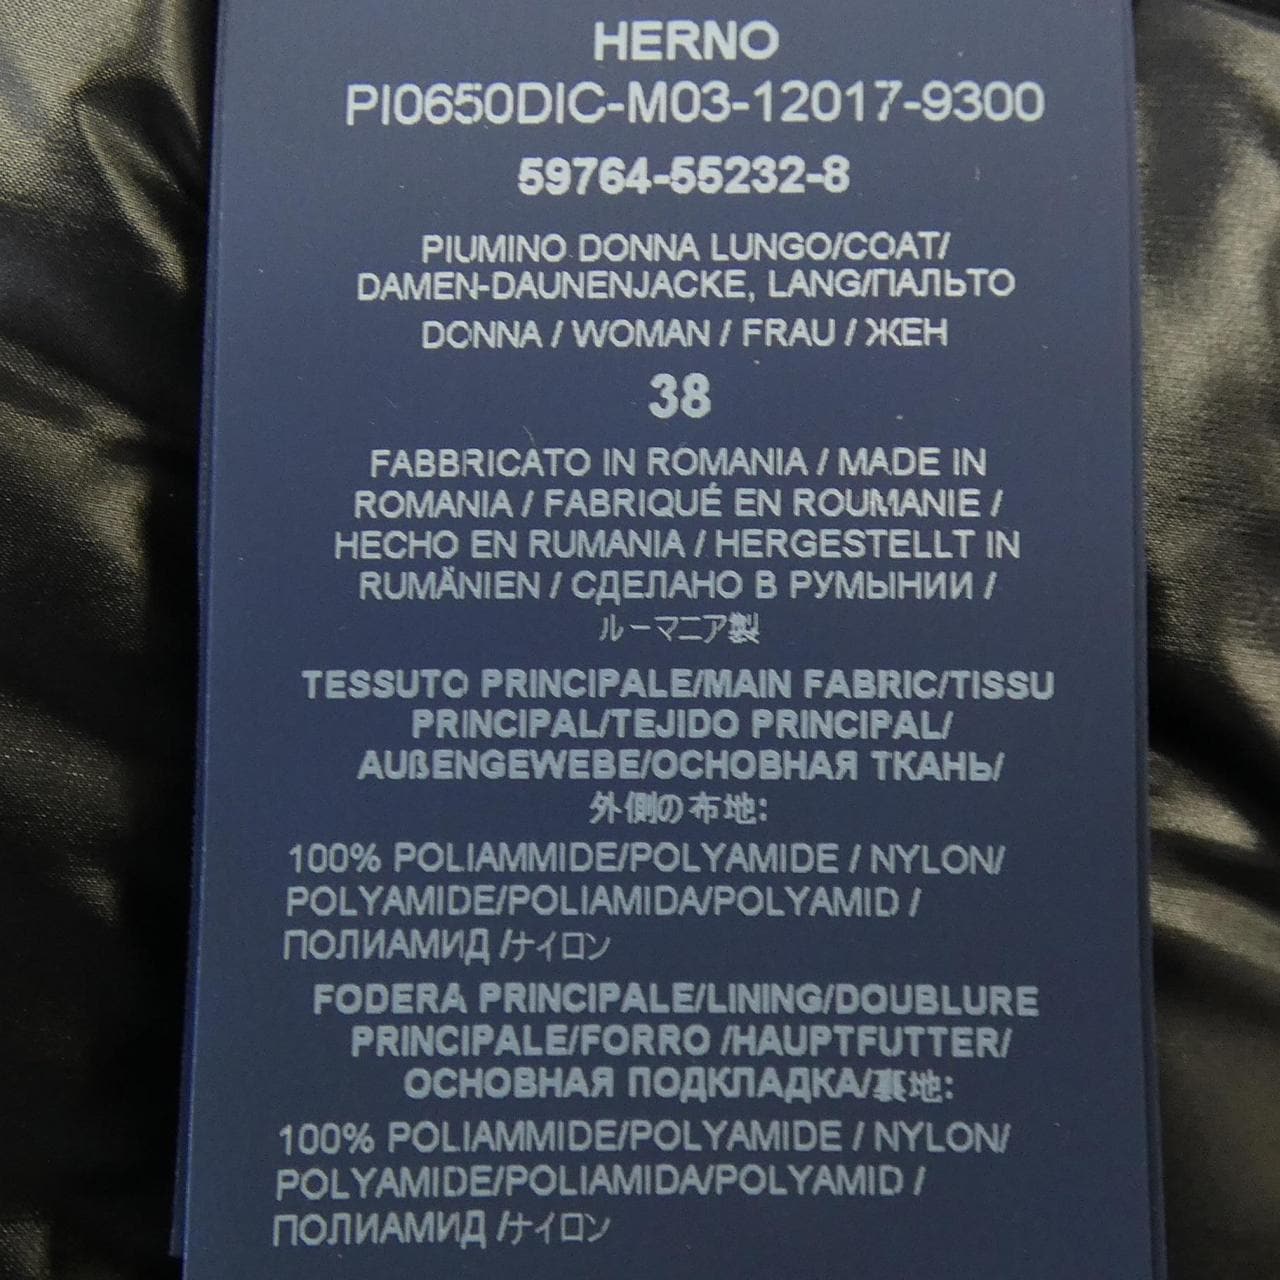 HERNO
PI0650DIC-M03-12017-9300
59764-55232-8
PIUMINO DONNA LUNGO/COAT/
DAMEN-DAUNENJACKE, LANG/ПАЛЬТО
DONNA / WOMAN / FRAU / ЖЕН
38
FABBRICATO IN ROMANIA / MADE IN
ROMANIA / FABRIQUÉ EN ROUMANIE /
HECHO EN RUMANIA / HERGESTELLT IN
RUMÄNIEN / СДЕЛАНО В РУМЫНИИ /
ルーマニア製
TESSUTO PRINCIPALE/MAIN FABRIC/TISSU
PRINCIPAL/TEJIDO PRINCIPAL/
AUßENGEWEBE/ОСНОВНАЯ ТКАНЬ/
外側の布地:
100% POLIAMMIDE/POLYAMIDE / NYLON/
POLYAMIDE/POLIAMIDA/POLYAMID /
ПОЛИАМИД /ナイロン
FODERA PRINCIPALE/LINING/DOUBLURE
PRINCIPALE/FORRO /HAUPTFUTTER/
ОСНОВНАЯ ПОДКЛАДКА/裏地:
100% POLIAMMIDE/POLYAMIDE / NYLON/
POLYAMIDE/POLIAMIDA/POLYAMID /
ПОЛИАМИД /ナイロン